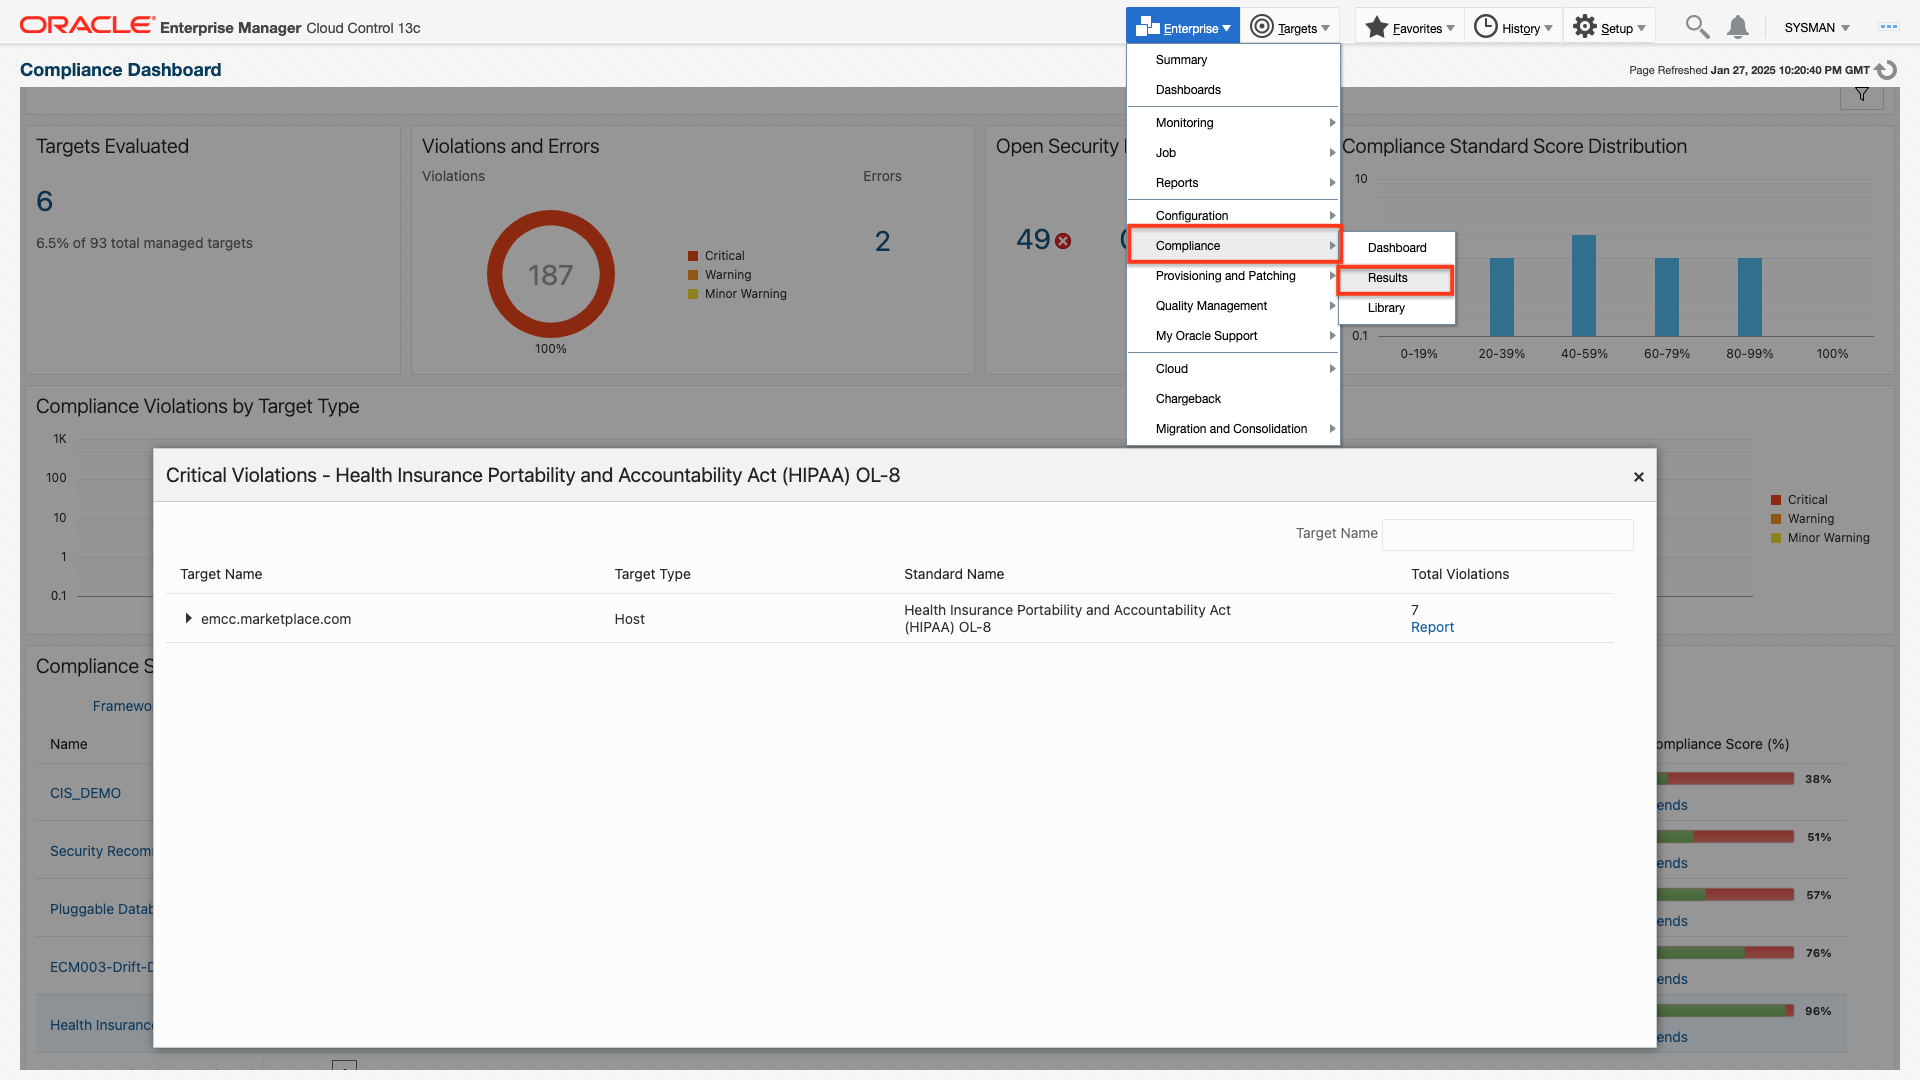 ORACLE Enterprise Manager Cloud Control 13c
Enterprise
Targets
Favorites
History
Setup
SYSMAN
Compliance Dashboard
Page Refreshed Jan 27, 2025 10:20:40 PM GMT
Summary
Dashboards
Monitoring
Job
Reports
Configuration
Compliance
Provisioning and Patching
Quality Management
My Oracle Support
Cloud
Chargeback
Migration and Consolidation
Dashboard
Results
Library
Targets Evaluated
6
6.5% of 93 total managed targets
Violations and Errors
Violations
Errors
187
100%
Critical
Warning
Minor Warning
2
Open Security
49
Compliance Standard Score Distribution
10
0.1
0-19%
20-39%
40-59%
60-79%
80-99%
100%
Compliance Violations by Target Type
1K
100
10
1
0.1
Critical
Warning
Minor Warning
Critical Violations - Health Insurance Portability and Accountability Act (HIPAA) OL-8
×
Target Name
Target Name
Target Type
Standard Name
Total Violations
emcc.marketplace.com
Host
Health Insurance Portability and Accountability Act
(HIPAA) OL-8
7
Report
Compliance S
Framewo
Name
ompliance Score (%)
CIS_DEMO
38%
ends
Security Recom
51%
ends
Pluggable Datab
57%
ends
ECM003-Drift-D
76%
ends
Health Insurance
96%
ends